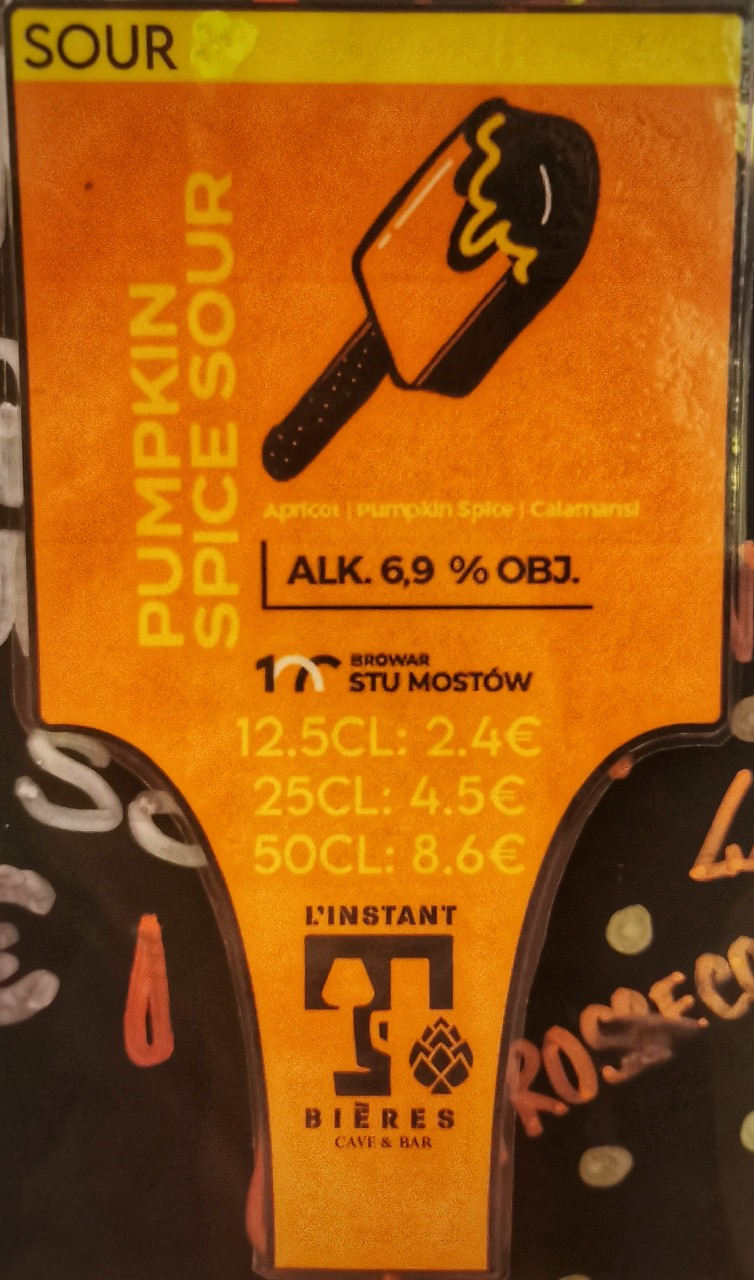 SOUR
PUMPKIN
SPICE SOUR
Apricot | Pumpkin Spice | Calamansi
ALK. 6,9 % OBJ.
100 BROWAR
STU MOSTÓW
12.5CL: 2.4€
25CL: 4.5€
50CL: 8.6€
L'INSTANT
BIÈRES
CAVE & BAR